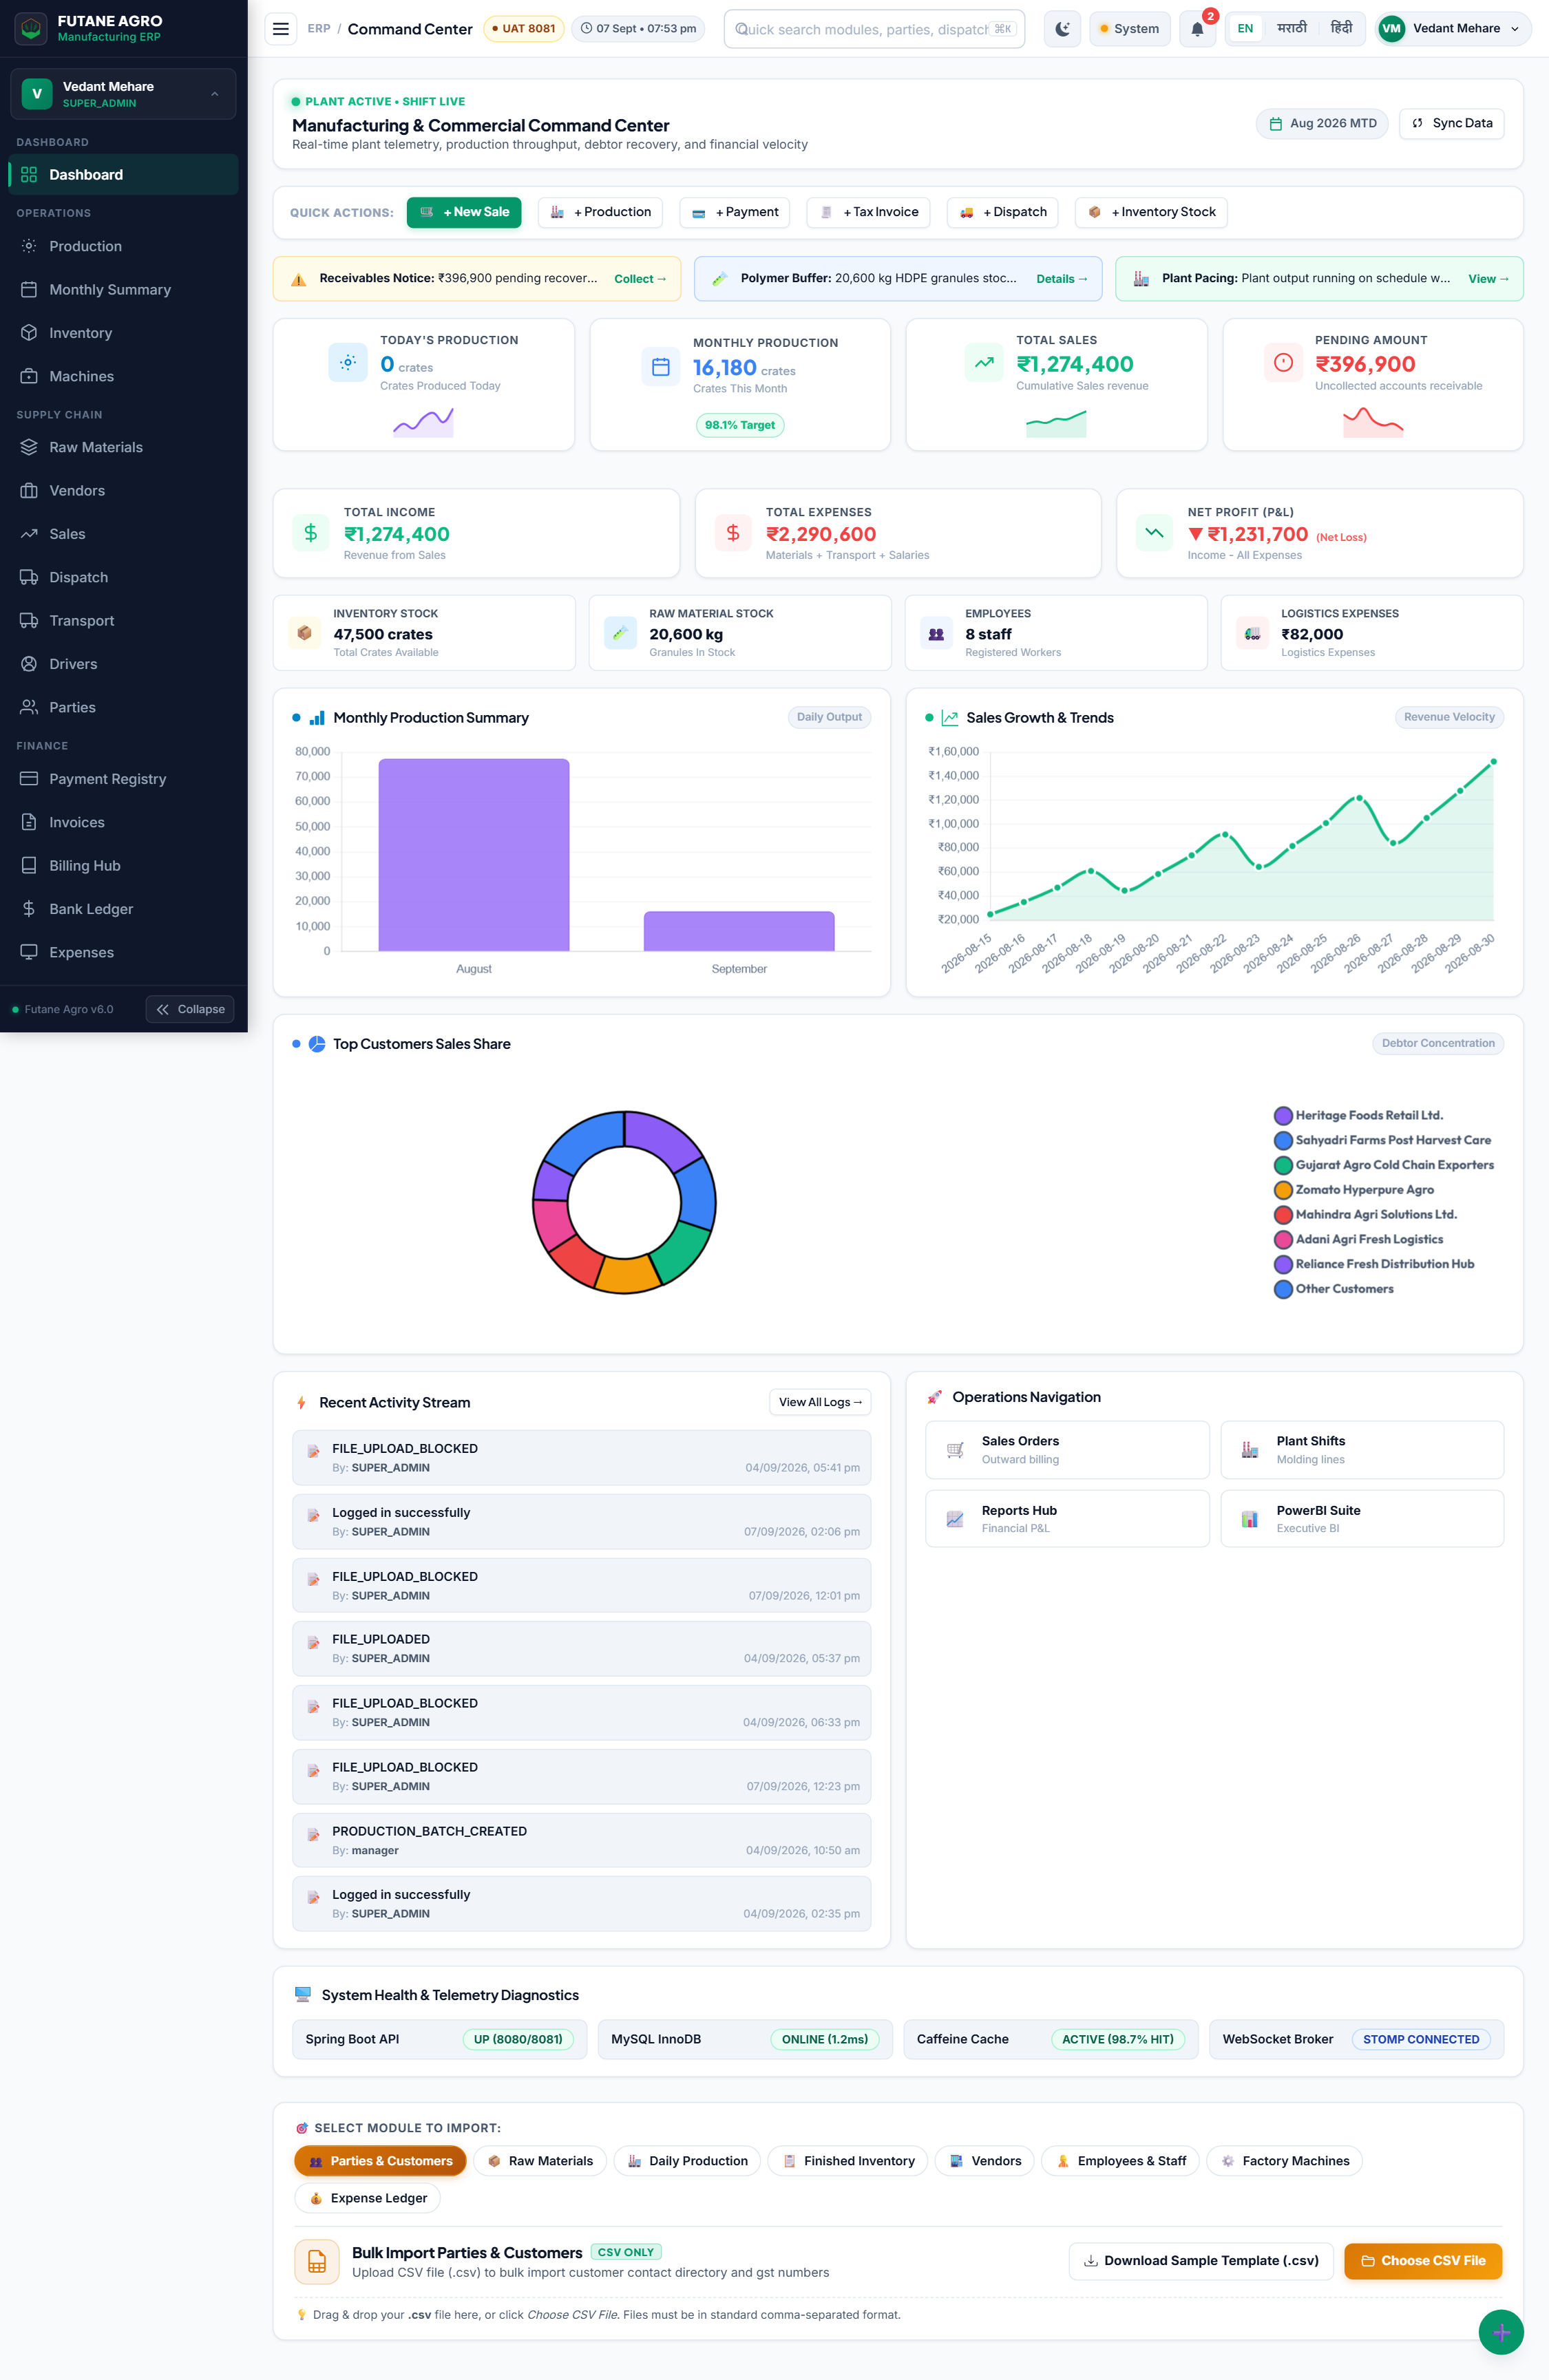 FUTANE AGRO
Manufacturing ERP
Vedant Mehare
SUPER_ADMIN
DASHBOARD
Dashboard
OPERATIONS
Production
Monthly Summary
Inventory
Machines
SUPPLY CHAIN
Raw Materials
Vendors
Sales
Dispatch
Transport
Drivers
Parties
FINANCE
Payment Registry
Invoices
Billing Hub
Bank Ledger
Expenses
Futane Agro v6.0
Collapse
ERP / Command Center
UAT 8081
07 Sept • 07:53 pm
Quick search modules, parties, dispatch
⌘K
System
2
EN
मराठी
हिंदी
VM
Vedant Mehare
V
PLANT ACTIVE • SHIFT LIVE
Manufacturing & Commercial Command Center
Real-time plant telemetry, production throughput, debtor recovery, and financial velocity
Aug 2026 MTD
Sync Data
QUICK ACTIONS:
+ New Sale
+ Production
+ Payment
+ Tax Invoice
+ Dispatch
+ Inventory Stock
Receivables Notice: ₹396,900 pending recover...
Collect →
Polymer Buffer: 20,600 kg HDPE granules stoc...
Details →
Plant Pacing: Plant output running on schedule w...
View →
TODAY'S PRODUCTION
0 crates
Crates Produced Today
MONTHLY PRODUCTION
16,180 crates
Crates This Month
98.1% Target
TOTAL SALES
₹1,274,400
Cumulative Sales revenue
PENDING AMOUNT
₹396,900
Uncollected accounts receivable
TOTAL INCOME
₹1,274,400
Revenue from Sales
TOTAL EXPENSES
₹2,290,600
Materials + Transport + Salaries
NET PROFIT (P&L)
▼ ₹1,231,700 (Net Loss)
Income - All Expenses
INVENTORY STOCK
47,500 crates
Total Crates Available
RAW MATERIAL STOCK
20,600 kg
Granules In Stock
EMPLOYEES
8 staff
Registered Workers
LOGISTICS EXPENSES
₹82,000
Logistics Expenses
Monthly Production Summary
Daily Output
80,000
70,000
60,000
50,000
40,000
30,000
20,000
10,000
0
August
September
Sales Growth & Trends
Revenue Velocity
₹1,60,000
₹1,40,000
₹1,20,000
₹1,00,000
₹80,000
₹60,000
₹40,000
₹20,000
2026-08-15
2026-08-16
2026-08-17
2026-08-18
2026-08-19
2026-08-20
2026-08-21
2026-08-22
2026-08-23
2026-08-24
2026-08-25
2026-08-26
2026-08-27
2026-08-28
2026-08-29
2026-08-30
Top Customers Sales Share
Debtor Concentration
Heritage Foods Retail Ltd.
Sahyadri Farms Post Harvest Care
Gujarat Agro Cold Chain Exporters
Zomato Hyperpure Agro
Mahindra Agri Solutions Ltd.
Adani Agri Fresh Logistics
Reliance Fresh Distribution Hub
Other Customers
Recent Activity Stream
View All Logs →
FILE_UPLOAD_BLOCKED
By: SUPER_ADMIN
04/09/2026, 05:41 pm
Logged in successfully
By: SUPER_ADMIN
07/09/2026, 02:06 pm
FILE_UPLOAD_BLOCKED
By: SUPER_ADMIN
07/09/2026, 12:01 pm
FILE_UPLOADED
By: SUPER_ADMIN
04/09/2026, 05:37 pm
FILE_UPLOAD_BLOCKED
By: SUPER_ADMIN
04/09/2026, 06:33 pm
FILE_UPLOAD_BLOCKED
By: SUPER_ADMIN
07/09/2026, 12:23 pm
PRODUCTION_BATCH_CREATED
By: manager
04/09/2026, 10:50 am
Logged in successfully
By: SUPER_ADMIN
04/09/2026, 02:35 pm
Operations Navigation
Sales Orders
Outward billing
Plant Shifts
Molding lines
Reports Hub
Financial P&L
PowerBI Suite
Executive BI
System Health & Telemetry Diagnostics
Spring Boot API
UP (8080/8081)
MySQL InnoDB
ONLINE (1.2ms)
Caffeine Cache
ACTIVE (98.7% HIT)
WebSocket Broker
STOMP CONNECTED
SELECT MODULE TO IMPORT:
Parties & Customers
Raw Materials
Daily Production
Finished Inventory
Vendors
Employees & Staff
Factory Machines
Expense Ledger
Bulk Import Parties & Customers
CSV ONLY
Upload CSV file (.csv) to bulk import customer contact directory and gst numbers
Download Sample Template (.csv)
Choose CSV File
Drag & drop your .csv file here, or click Choose CSV File. Files must be in standard comma-separated format.